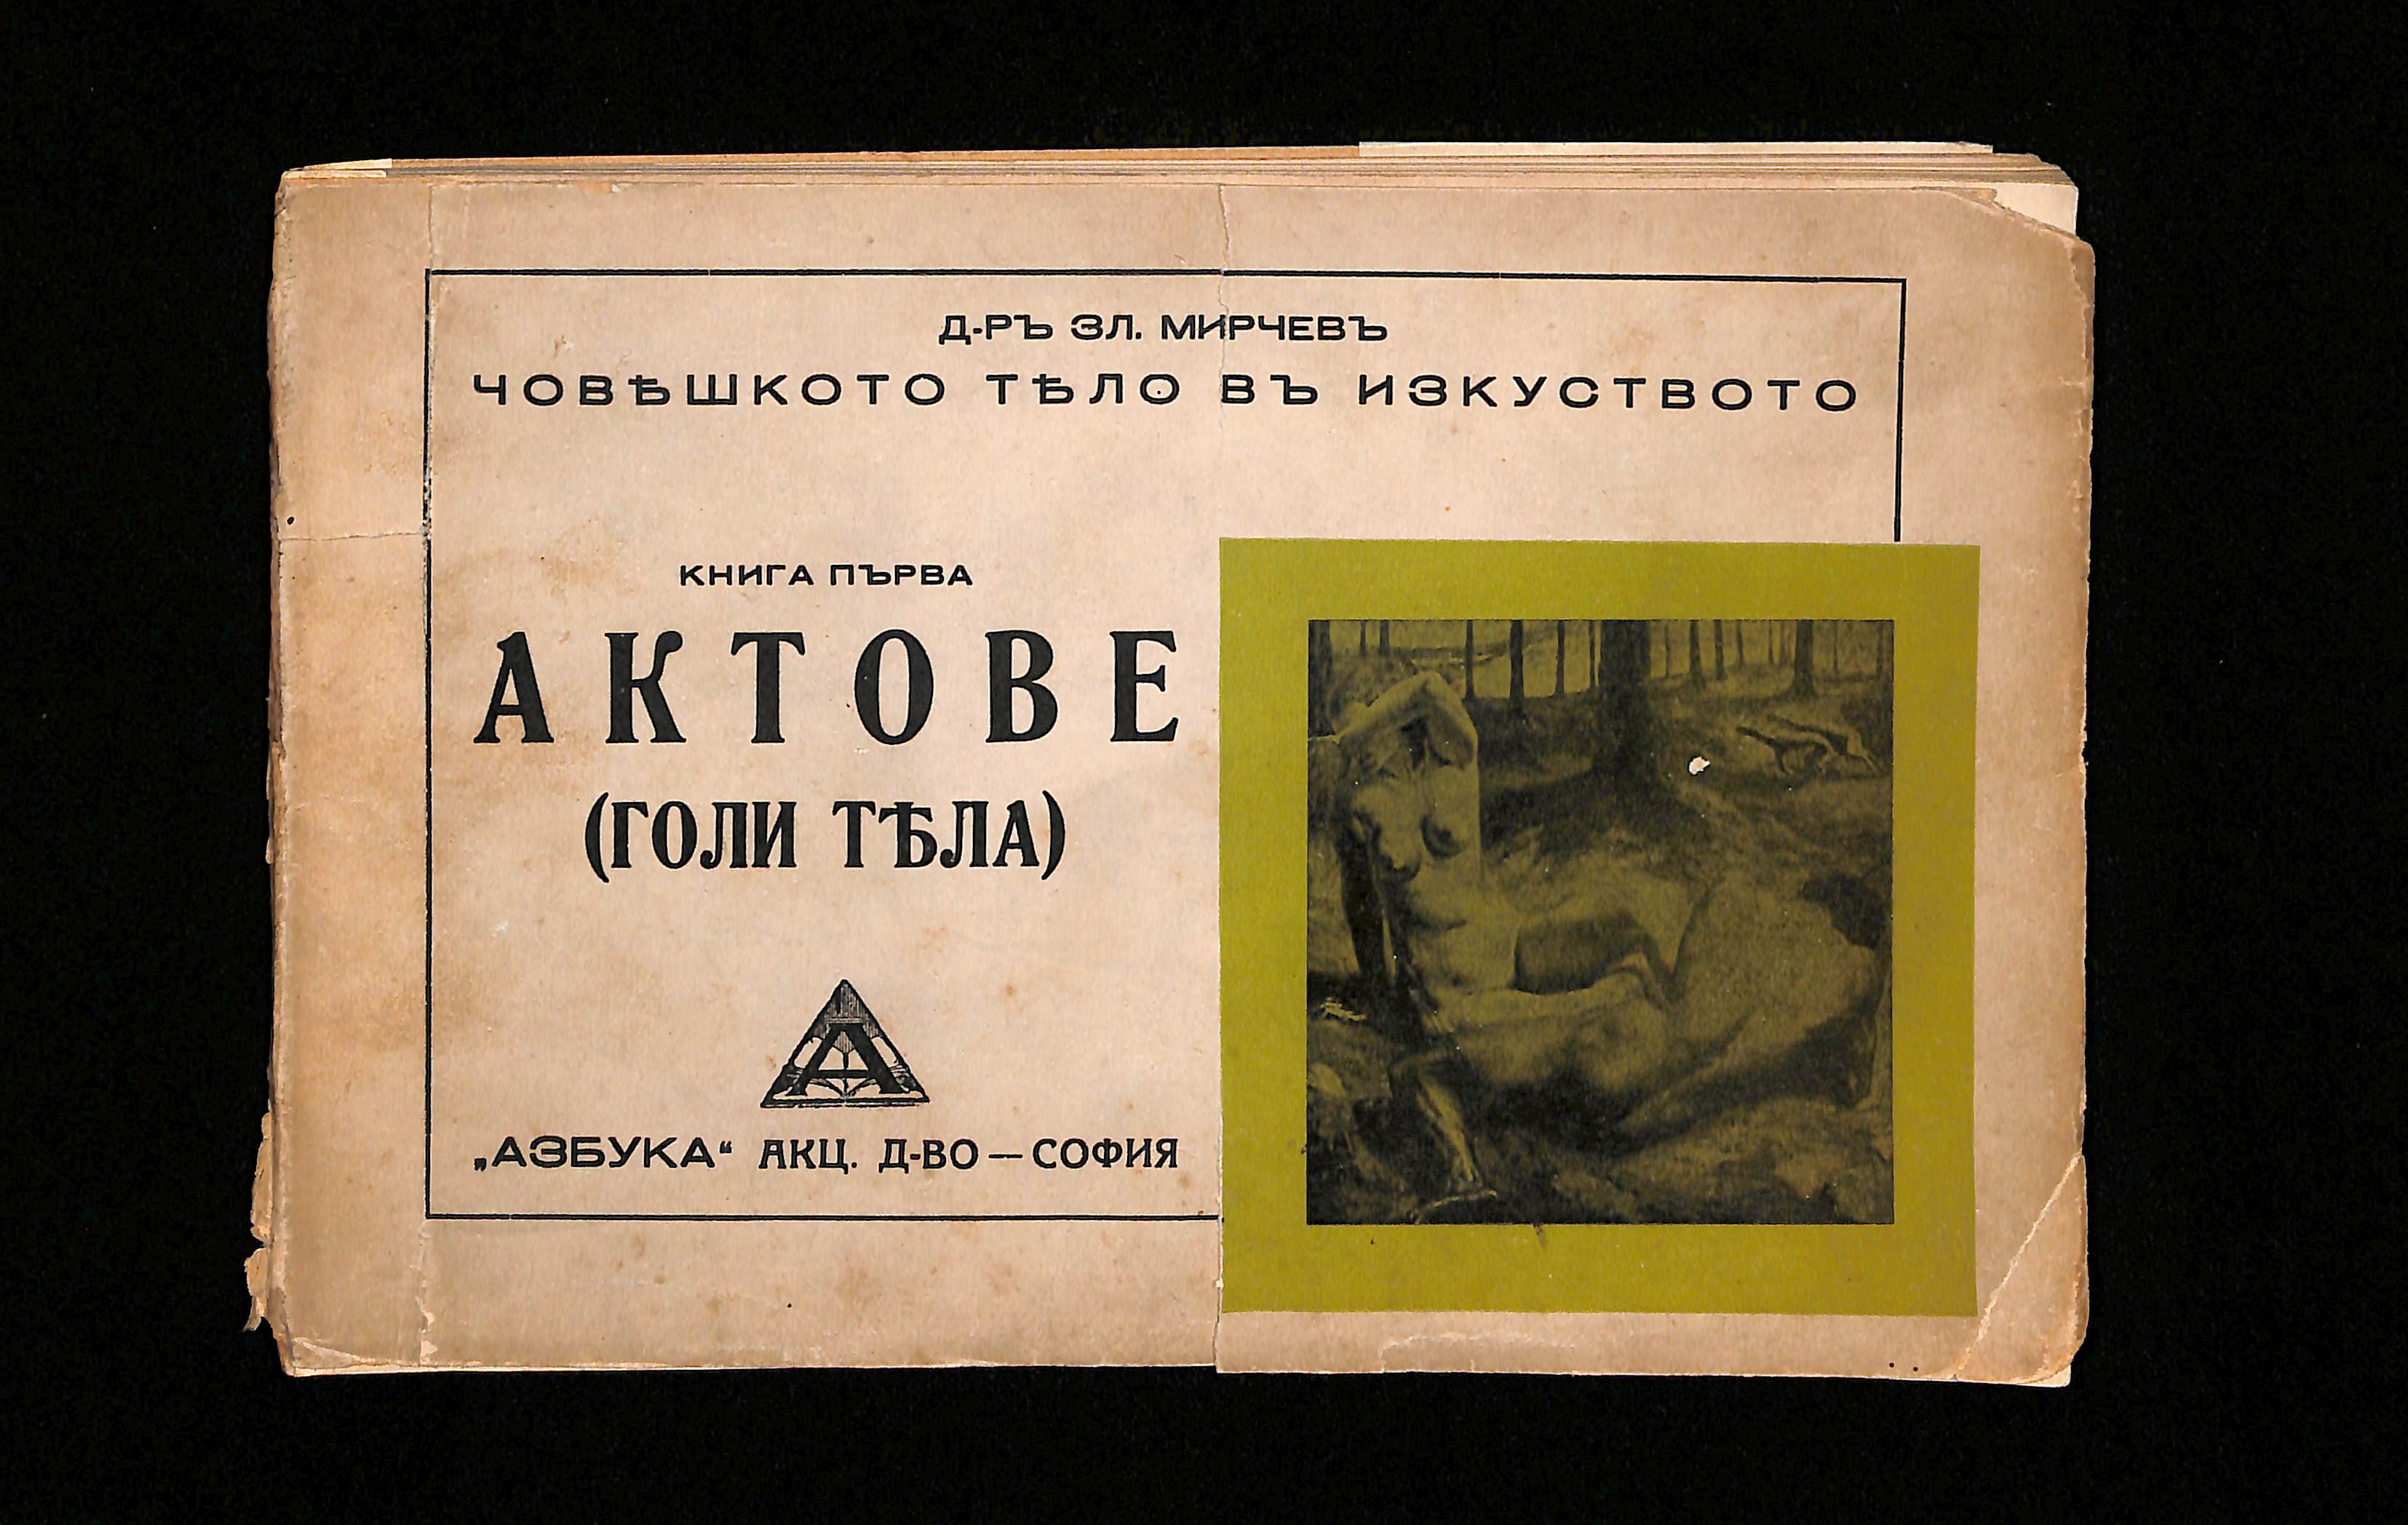 Д-РЪ ЗЛ. МИРЧЕВЪ
ЧОВѢШКОТО ТѢЛО ВЪ ИЗКУСТВОТО
КНИГА ПЪРВА
АКТОВЕ
(ГОЛИ ТѢЛА)
А
„АЗБУКА“ АКЦ. Д-ВО — СОФИЯ